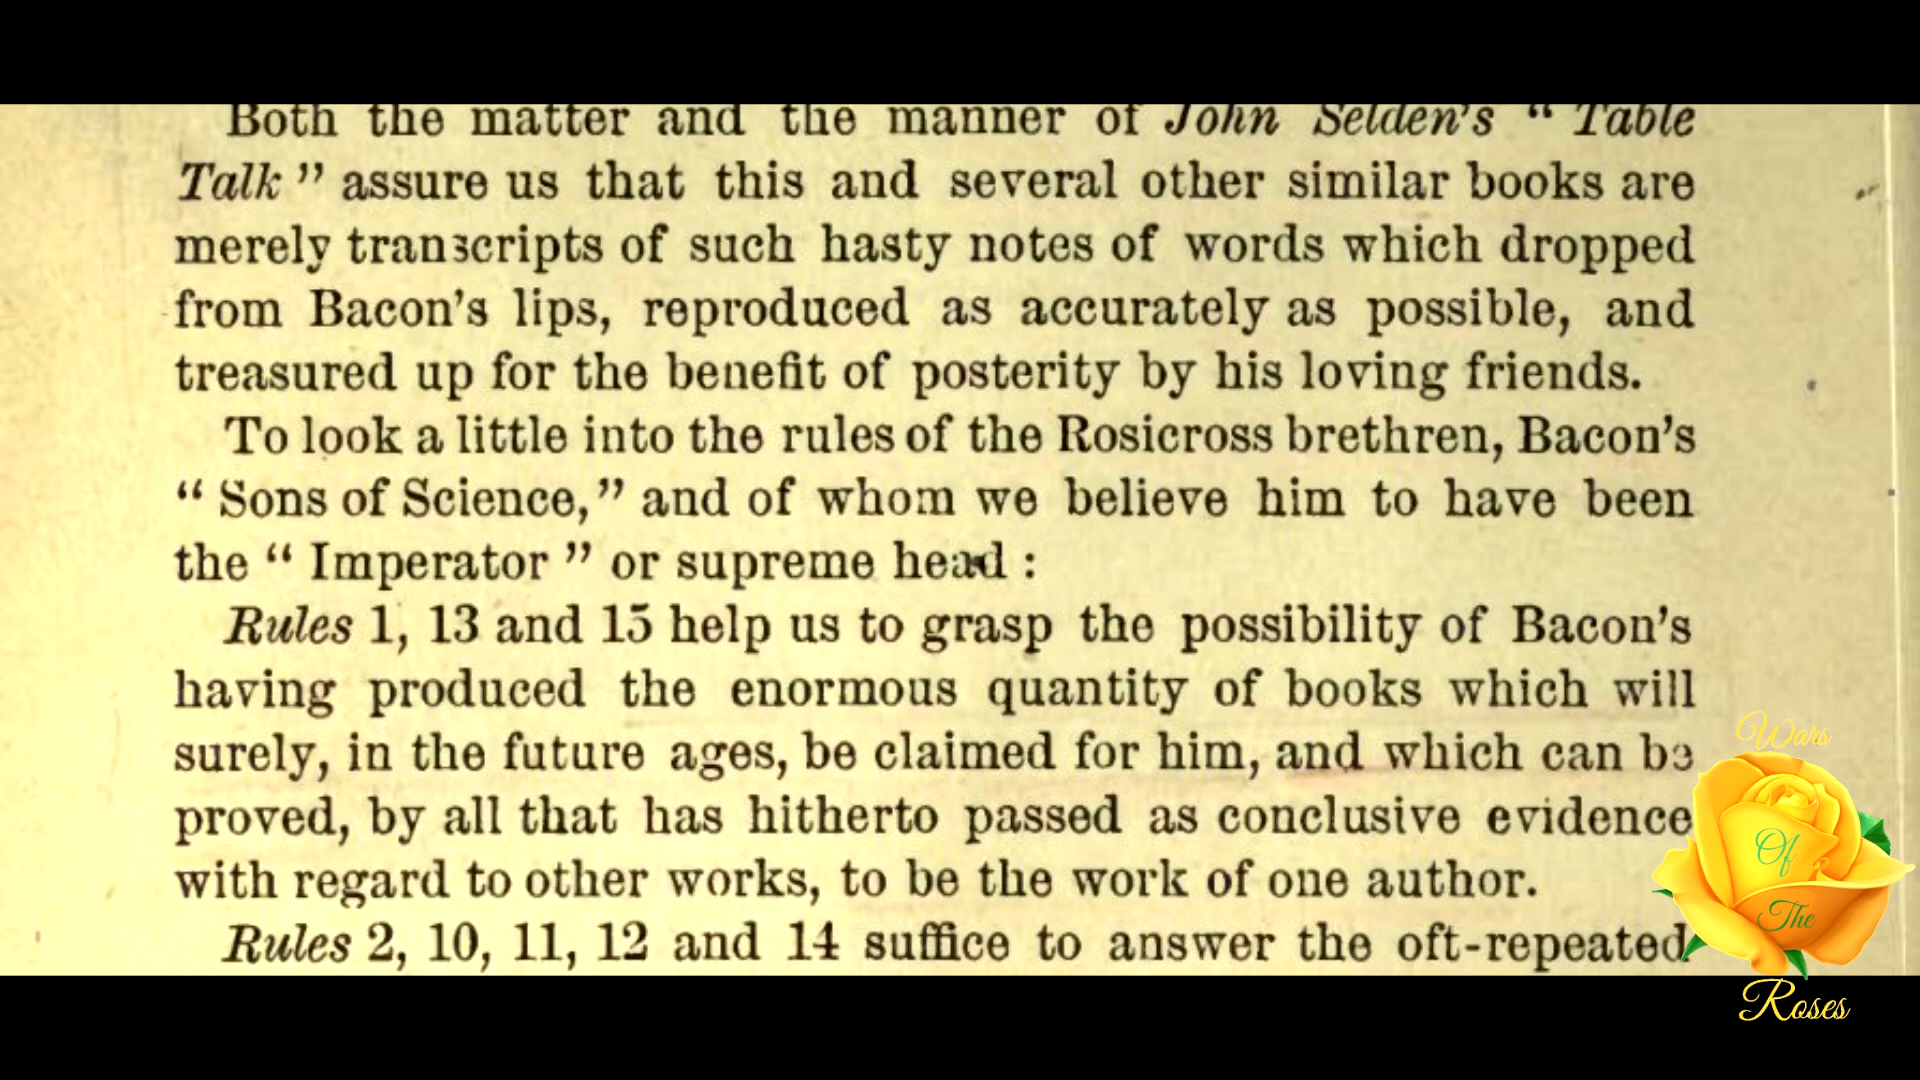 Both the matter and the manner of John Selden's “ Table
Talk ” assure us that this and several other similar books are
merely transcripts of such hasty notes of words which dropped
from Bacon's lips, reproduced as accurately as possible, and
treasured up for the benefit of posterity by his loving friends.
To look a little into the rules of the Rosicross brethren, Bacon's
“ Sons of Science,” and of whom we believe him to have been
the “ Imperator ” or supreme head :
Rules 1, 13 and 15 help us to grasp the possibility of Bacon's
having produced the enormous quantity of books which will
surely, in the future ages, be claimed for him, and which can be
proved, by all that has hitherto passed as conclusive evidence
with regard to other works, to be the work of one author.
Rules 2, 10, 11, 12 and 14 suffice to answer the oft-repeated
Wars
Of
The
Roses